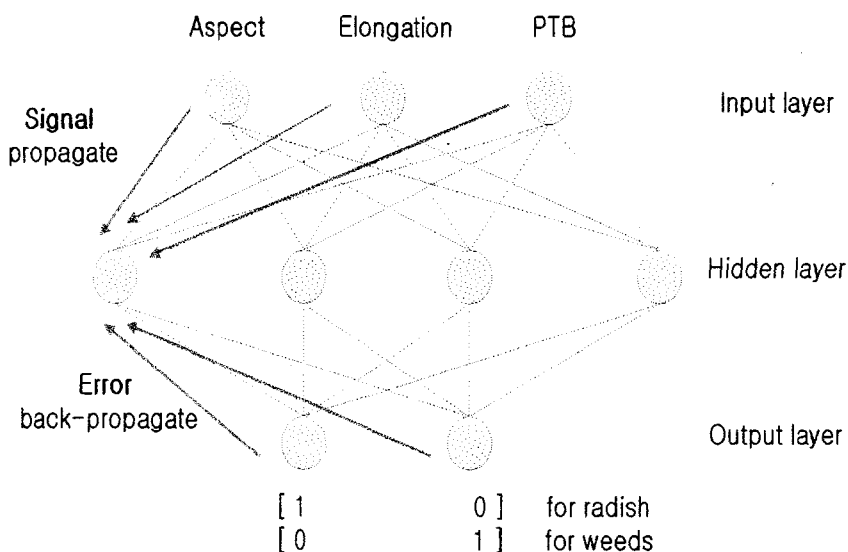 Aspect Elongation PTB
Input layer
Signal
propagate
Hidden layer
Error
back-propagate
Output layer
[ 1 0 ] for radish
[ 0 1 ] for weeds